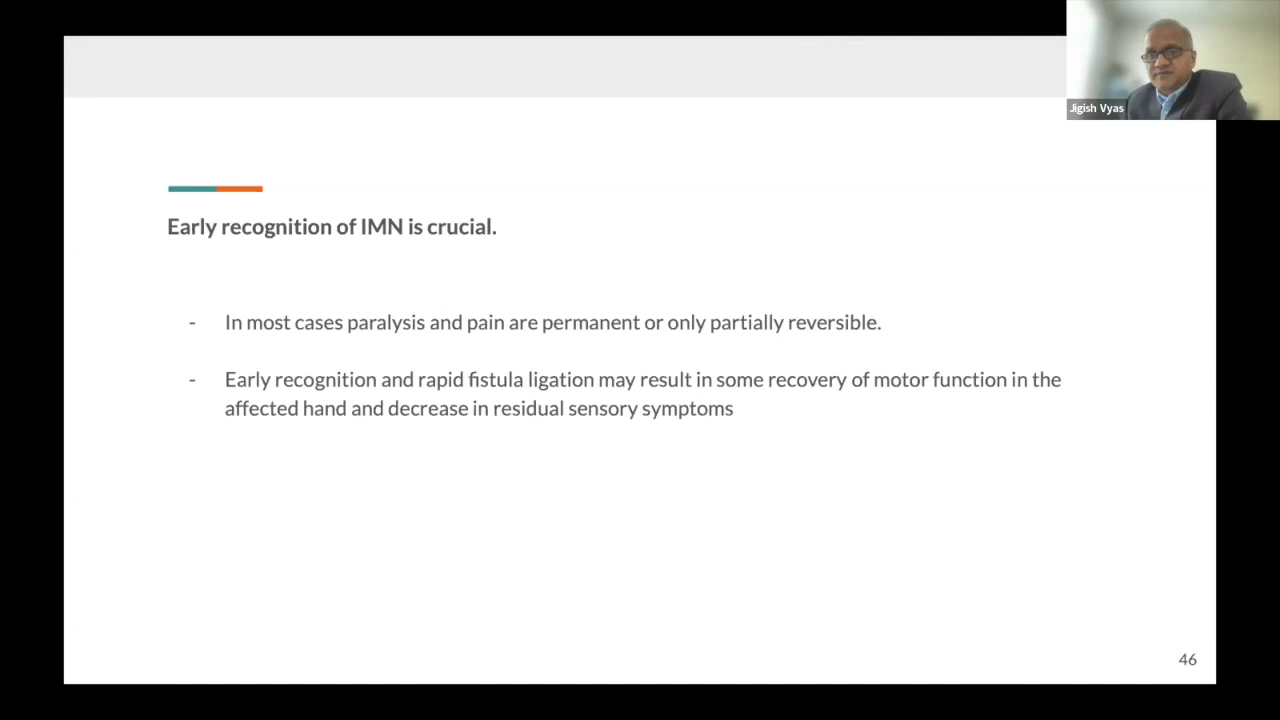 Jigish Vyas
Early recognition of IMN is crucial.
- In most cases paralysis and pain are permanent or only partially reversible.
- Early recognition and rapid fistula ligation may result in some recovery of motor function in the
affected hand and decrease in residual sensory symptoms
46